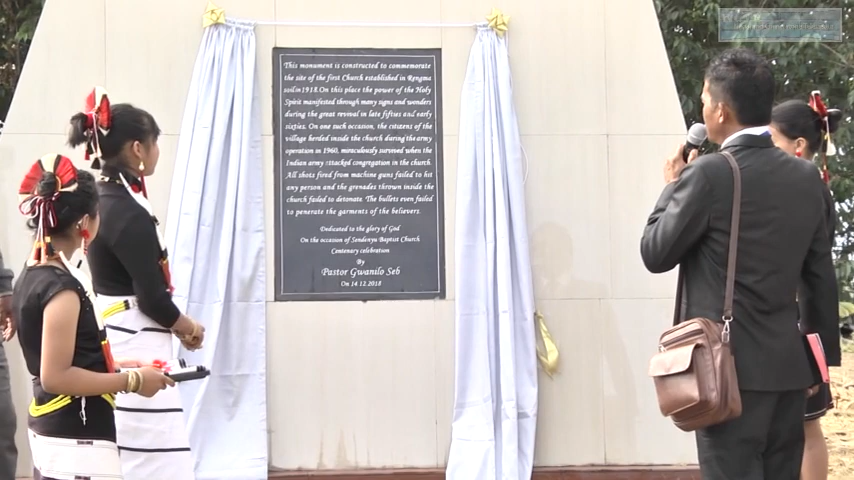 This monument is constructed to commemorate
the site of the first Church established in Rengma
soil in 1918. On this place the power of the Holy
Spirit manifested through many signs and wonders
during the great revival in late fifties and early
sixties. On one such occasion, the citizens of the
village herded inside the church during the army
operation in 1960, miraculously survived when the
Indian army attacked congregation in the church.
All shots fired from machine guns failed to hit
any person and the grenades thrown inside the
church failed to detonate. The bullets even failed
to penetrate the garments of the believers.
Dedicated to the glory of God
On the occasion of Sendenyu Baptist Church
Centenary celebration
By
Pastor Gwanilo Seb
On 14.12.2018